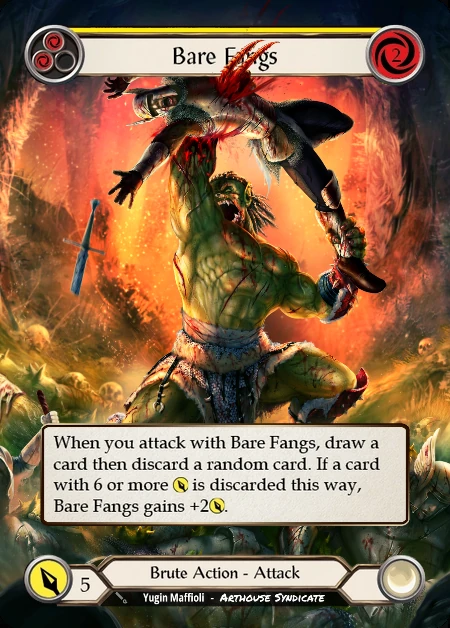 Bare Fangs
2
When you attack with Bare Fangs, draw a
card then discard a random card. If a card
with 6 or more is discarded this way,
Bare Fangs gains +2.
5
Brute Action - Attack
Yugin Maffioli - Arthouse Syndicate